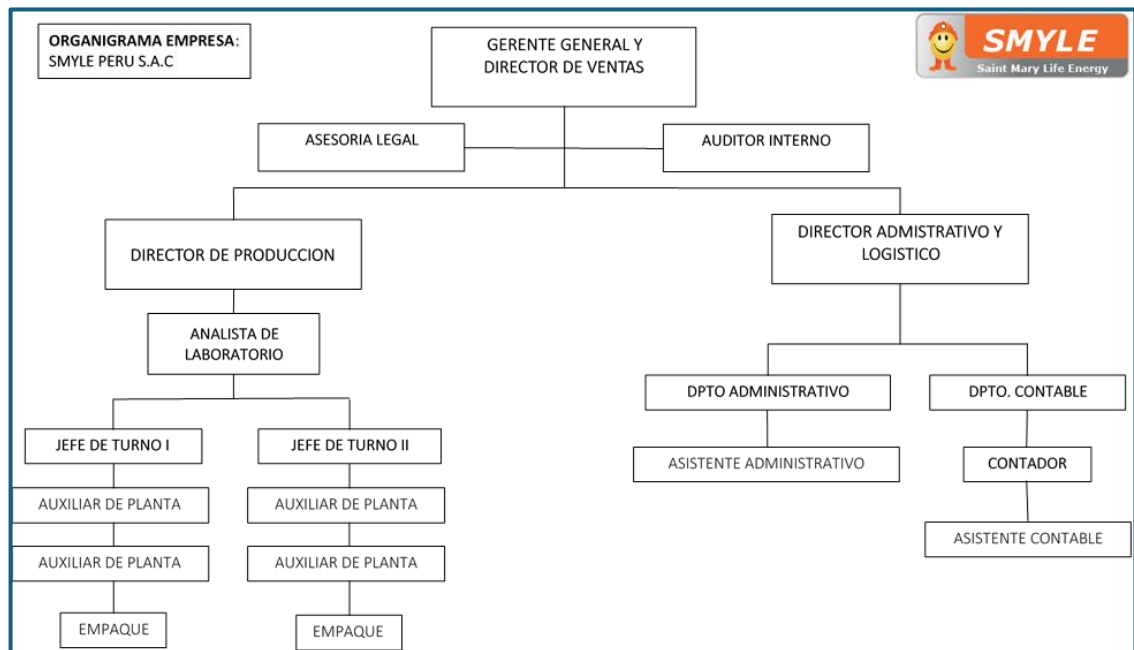 ORGANIGRAMA EMPRESA:
SMYLE PERU S.A.C
GERENTE GENERAL Y
DIRECTOR DE VENTAS
SMYLE
Saint Mary Life Energy
ASESORIA LEGAL
AUDITOR INTERNO
DIRECTOR DE PRODUCCION
DIRECTOR ADMISTRATIVO Y
LOGISTICO
ANALISTA DE
LABORATORIO
DPTO ADMINISTRATIVO
DPTO. CONTABLE
JEFE DE TURNO I
JEFE DE TURNO II
ASISTENTE ADMINISTRATIVO
CONTADOR
AUXILIAR DE PLANTA
AUXILIAR DE PLANTA
ASISTENTE CONTABLE
AUXILIAR DE PLANTA
AUXILIAR DE PLANTA
EMPAQUE
EMPAQUE